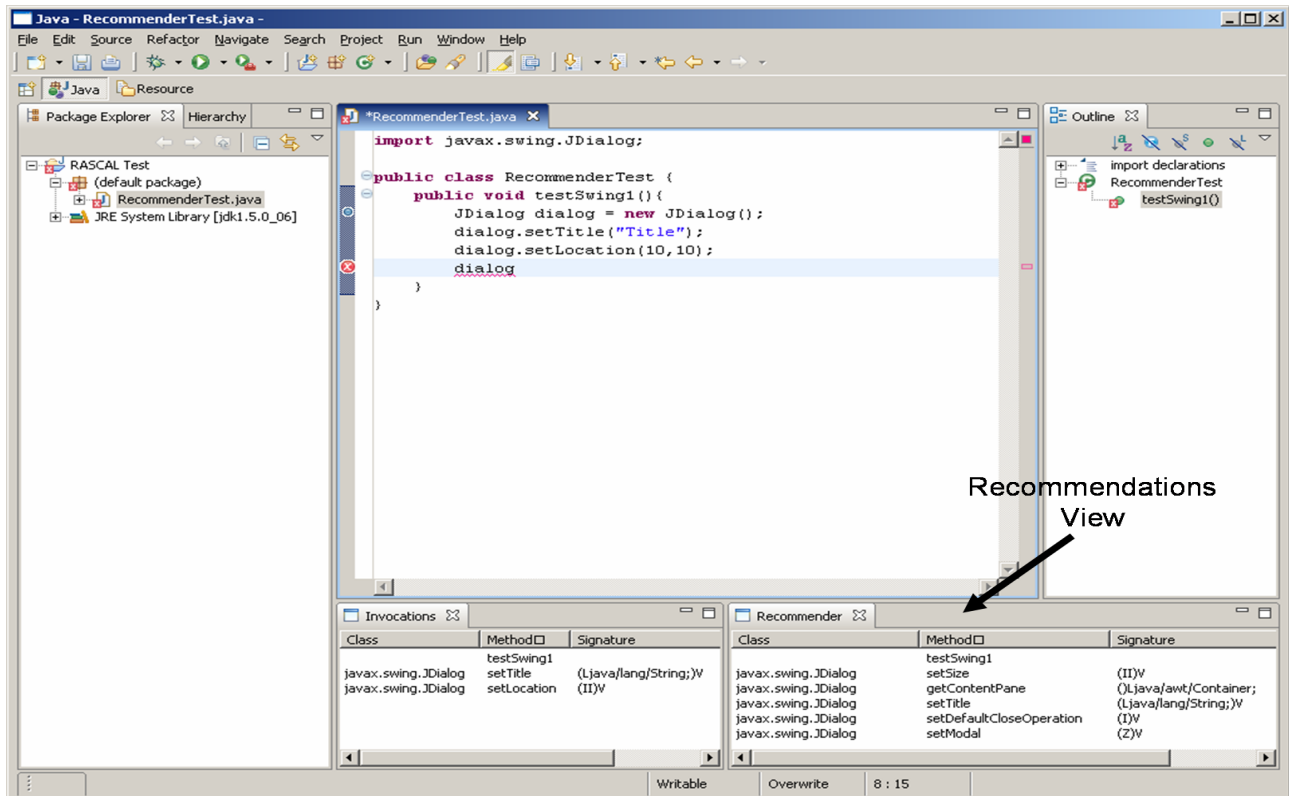 Java - RecommenderTest.java -
File Edit Source Refactor Navigate Search Project Run Window Help
Java Resource
Package Explorer Hierarchy
RASCAL Test
(default package)
RecommenderTest.java
JRE System Library [jdk1.5.0_06]
*RecommenderTest.java
import javax.swing.JDialog;
public class RecommenderTest {
public void testSwing1(){
JDialog dialog = new JDialog();
dialog.setTitle("Title");
dialog.setLocation(10,10);
dialog
}
}
Outline
import declarations
RecommenderTest
testSwing1()
Recommendations
View
Invocations
Class Method Signature
testSwing1
javax.swing.JDialog setTitle (Ljava/lang/String;)V
javax.swing.JDialog setLocation (II)V
Recommender
Class Method Signature
testSwing1
javax.swing.JDialog setSize (II)V
javax.swing.JDialog getContentPane ()Ljava/awt/Container;
javax.swing.JDialog setTitle (Ljava/lang/String;)V
javax.swing.JDialog setDefaultCloseOperation (I)V
javax.swing.JDialog setModal (Z)V
Writable Overwrite 8 : 15